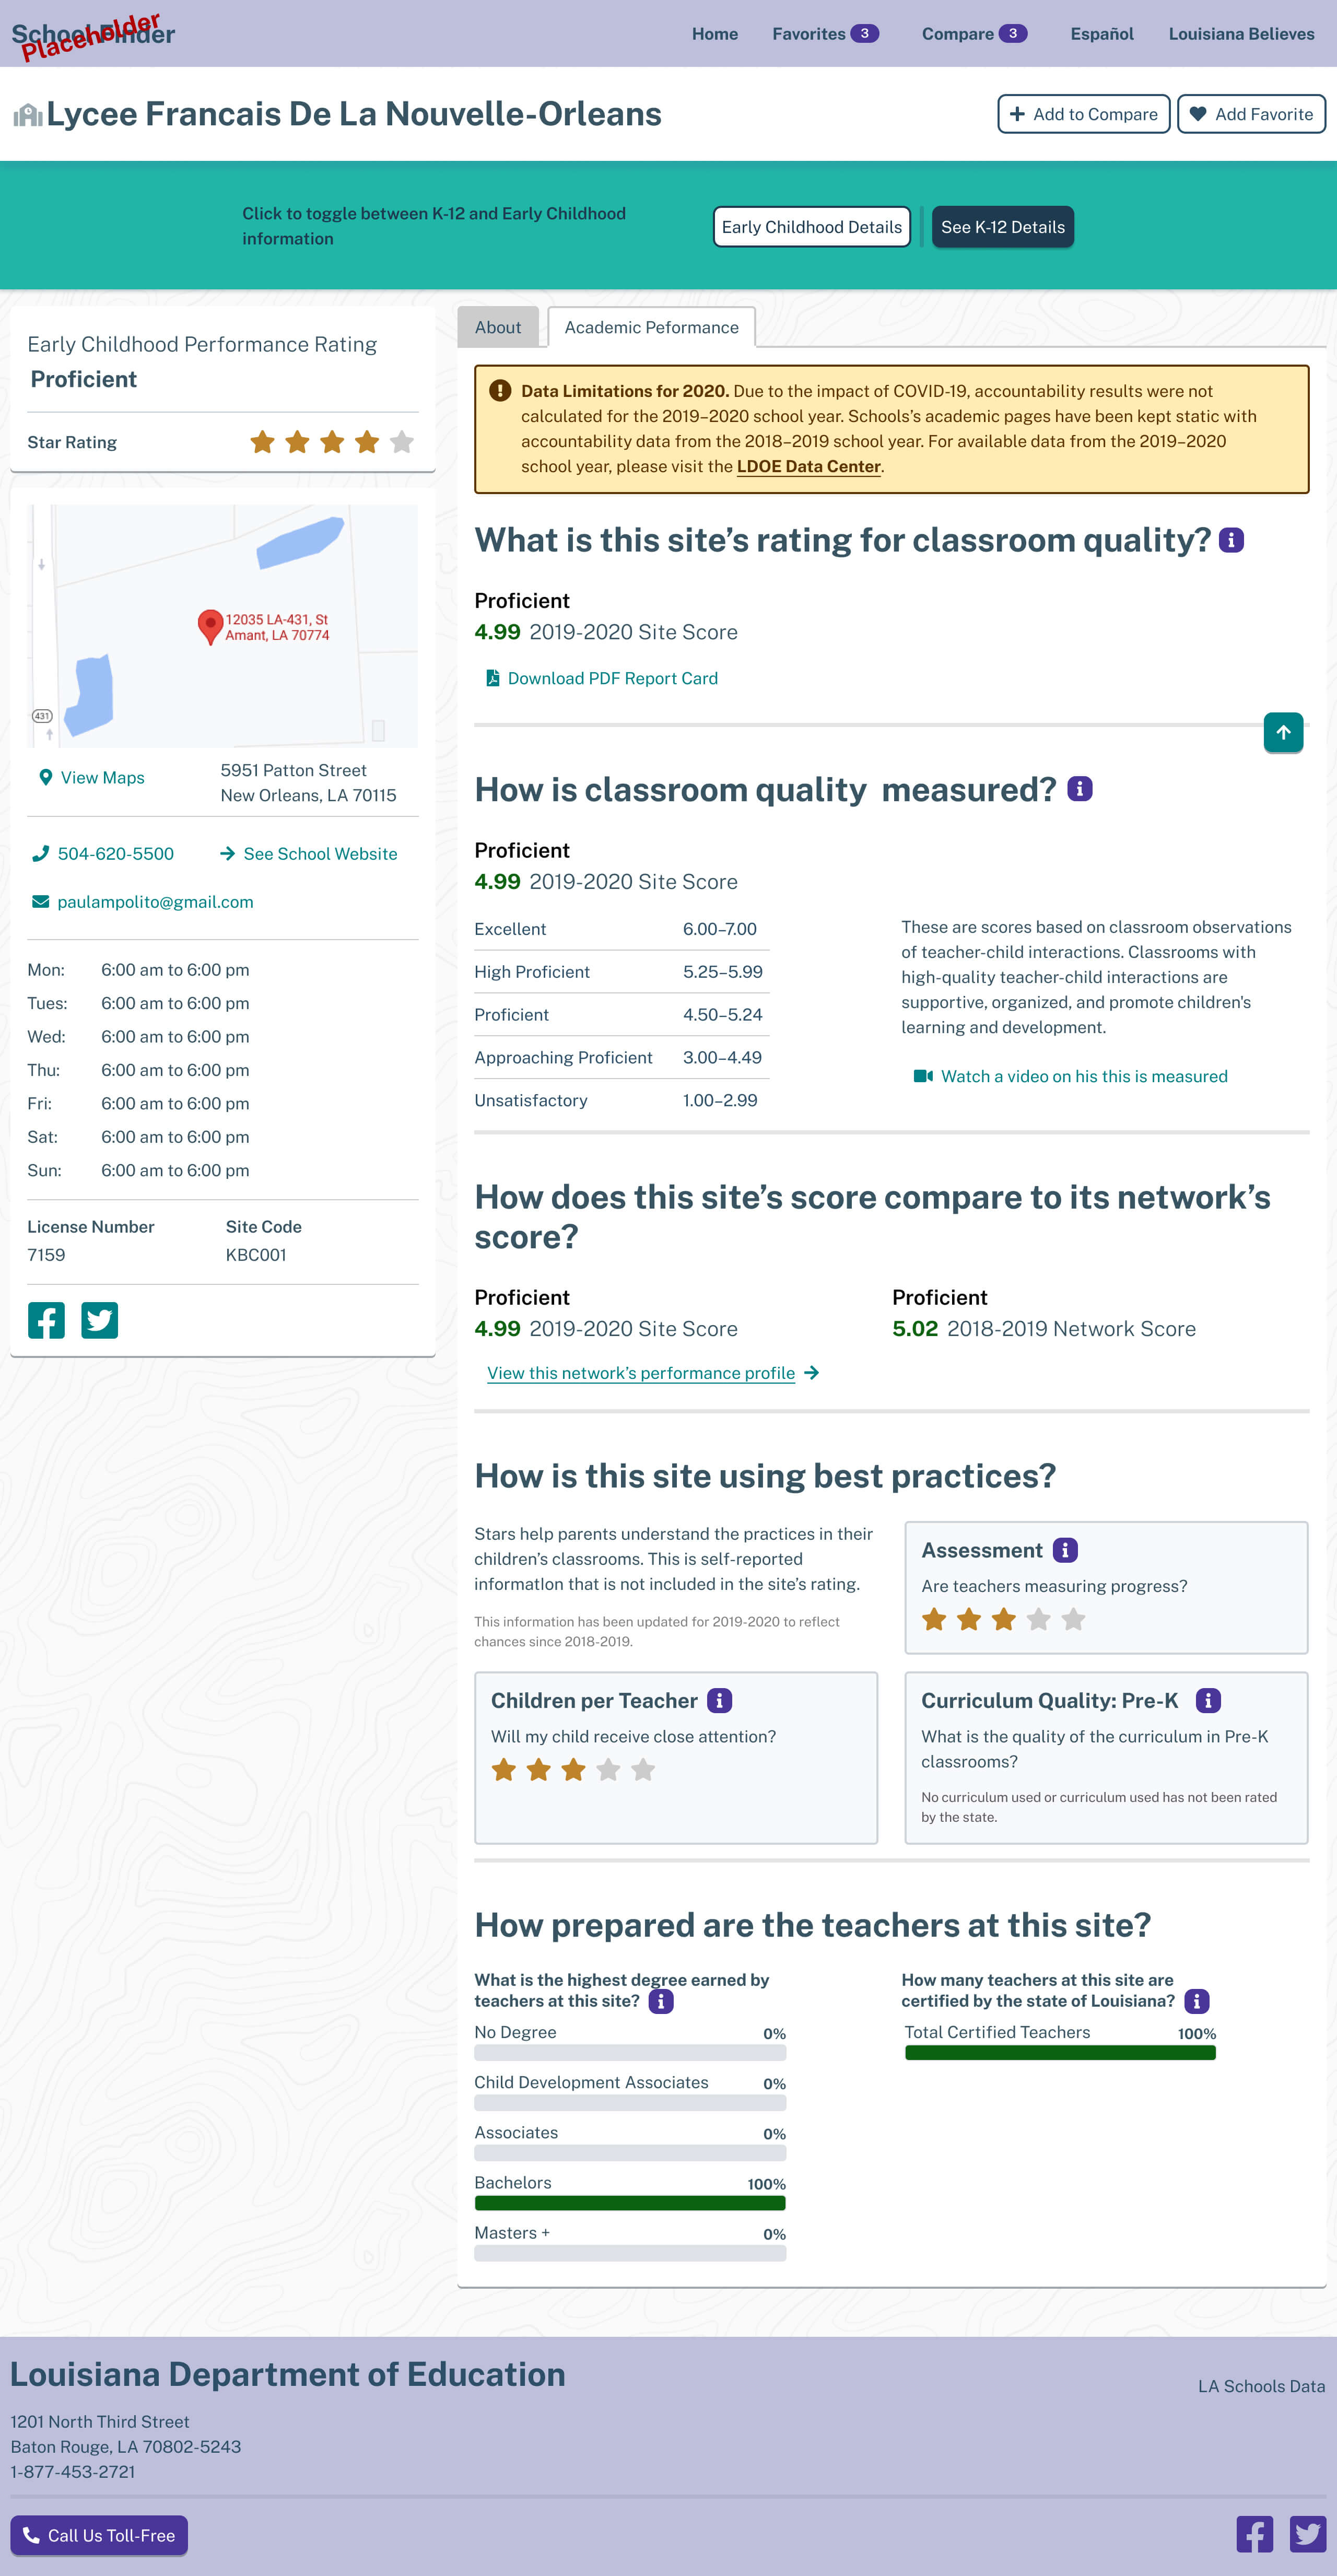 School Finder
Placeholder
Home
Favorites 3
Compare 3
Español
Louisiana Believes
Lycee Francais De La Nouvelle-Orleans
Add to Compare
Add Favorite
Click to toggle between K-12 and Early Childhood
information
Early Childhood Details
See K-12 Details
Early Childhood Performance Rating
Proficient
Star Rating
12035 LA-431, St
Amant, LA 70774
431
View Maps
5951 Patton Street
New Orleans, LA 70115
504-620-5500
See School Website
paulampolito@gmail.com
Mon: 6:00 am to 6:00 pm
Tues: 6:00 am to 6:00 pm
Wed: 6:00 am to 6:00 pm
Thu: 6:00 am to 6:00 pm
Fri: 6:00 am to 6:00 pm
Sat: 6:00 am to 6:00 pm
Sun: 6:00 am to 6:00 pm
License Number
7159
Site Code
KBC001
About
Academic Peformance
Data Limitations for 2020. Due to the impact of COVID-19, accountability results were not
calculated for the 2019–2020 school year. Schools's academic pages have been kept static with
accountability data from the 2018–2019 school year. For available data from the 2019–2020
school year, please visit the LDOE Data Center.
What is this site's rating for classroom quality?
Proficient
4.99 2019-2020 Site Score
Download PDF Report Card
How is classroom quality measured?
Proficient
4.99 2019-2020 Site Score
Excellent 6.00–7.00
High Proficient 5.25–5.99
Proficient 4.50–5.24
Approaching Proficient 3.00–4.49
Unsatisfactory 1.00–2.99
These are scores based on classroom observations
of teacher-child interactions. Classrooms with
high-quality teacher-child interactions are
supportive, organized, and promote children's
learning and development.
Watch a video on his this is measured
How does this site's score compare to its network's
score?
Proficient
4.99 2019-2020 Site Score
Proficient
5.02 2018-2019 Network Score
View this network's performance profile
How is this site using best practices?
Stars help parents understand the practices in their
children's classrooms. This is self-reported
informatIon that is not included in the site's rating.
This information has been updated for 2019-2020 to reflect
chances since 2018-2019.
Assessment
Are teachers measuring progress?
Children per Teacher
Will my child receive close attention?
Curriculum Quality: Pre-K
What is the quality of the curriculum in Pre-K
classrooms?
No curriculum used or curriculum used has not been rated
by the state.
How prepared are the teachers at this site?
What is the highest degree earned by
teachers at this site?
No Degree 0%
Child Development Associates 0%
Associates 0%
Bachelors 100%
Masters + 0%
How many teachers at this site are
certified by the state of Louisiana?
Total Certified Teachers 100%
Louisiana Department of Education
LA Schools Data
1201 North Third Street
Baton Rouge, LA 70802-5243
1-877-453-2721
Call Us Toll-Free